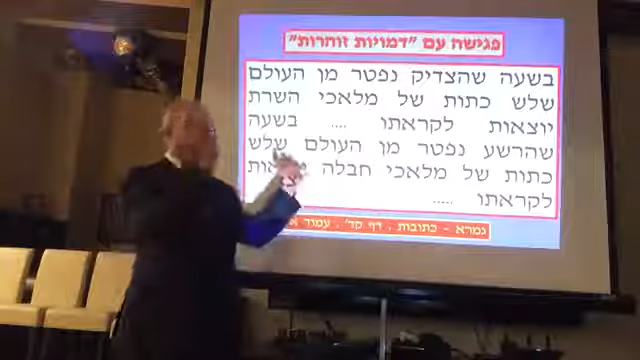 פגישה עם "דמויות זוהרות"
בשעה שהצדיק נפטר מן העולם
שלש כתות של מלאכי השרת
יוצאות לקראתו .... בשעה
שהרשע נפטר מן העולם שלש
כתות של מלאכי חבלה
לקראתו .....
גמרא - כתובות , דף קד' , עמוד